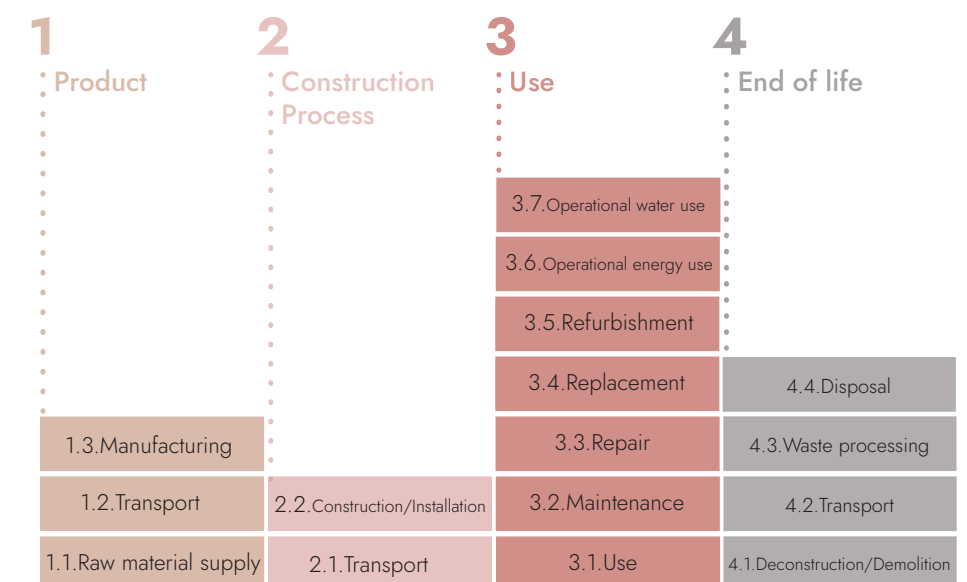 1
Product
1.3.Manufacturing
1.2.Transport
1.1.Raw material supply
2
Construction
Process
2.2.Construction/Installation
2.1.Transport
3
Use
3.7.Operational water use
3.6.Operational energy use
3.5.Refurbishment
3.4.Replacement
3.3.Repair
3.2.Maintenance
3.1.Use
4
End of life
4.4.Disposal
4.3.Waste processing
4.2.Transport
4.1.Deconstruction/Demolition